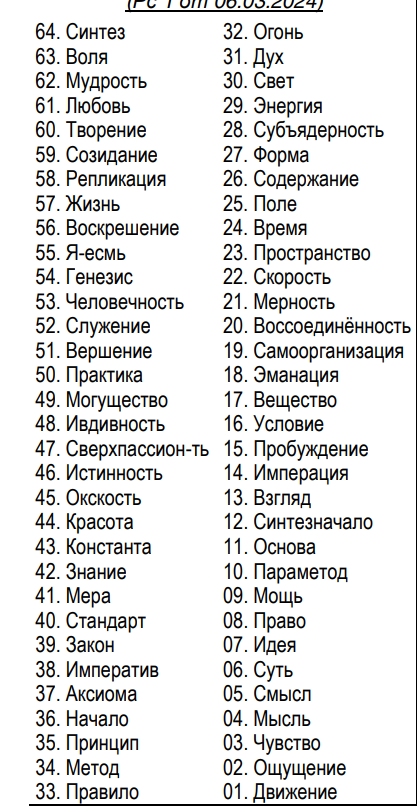 (Рс 1 от 06.03.2024)
64. Синтез 32. Огонь
63. Воля 31. Дух
62. Мудрость 30. Свет
61. Любовь 29. Энергия
60. Творение 28. Субъядерность
59. Созидание 27. Форма
58. Репликация 26. Содержание
57. Жизнь 25. Поле
56. Воскрешение 24. Время
55. Я-есмь 23. Пространство
54. Генезис 22. Скорость
53. Человечность 21. Мерность
52. Служение 20. Воссоединённость
51. Вершение 19. Самоорганизация
50. Практика 18. Эманация
49. Могущество 17. Вещество
48. Ивдивность 16. Условие
47. Сверхпассион-ть 15. Пробуждение
46. Истинность 14. Империация
45. Окскость 13. Взгляд
44. Красота 12. Синтезначало
43. Константа 11. Основа
42. Знание 10. Параметод
41. Мера 09. Мощь
40. Стандарт 08. Право
39. Закон 07. Идея
38. Императив 06. Суть
37. Аксиома 05. Смысл
36. Начало 04. Мысль
35. Принцип 03. Чувство
34. Метод 02. Ощущение
33. Правило 01. Движение